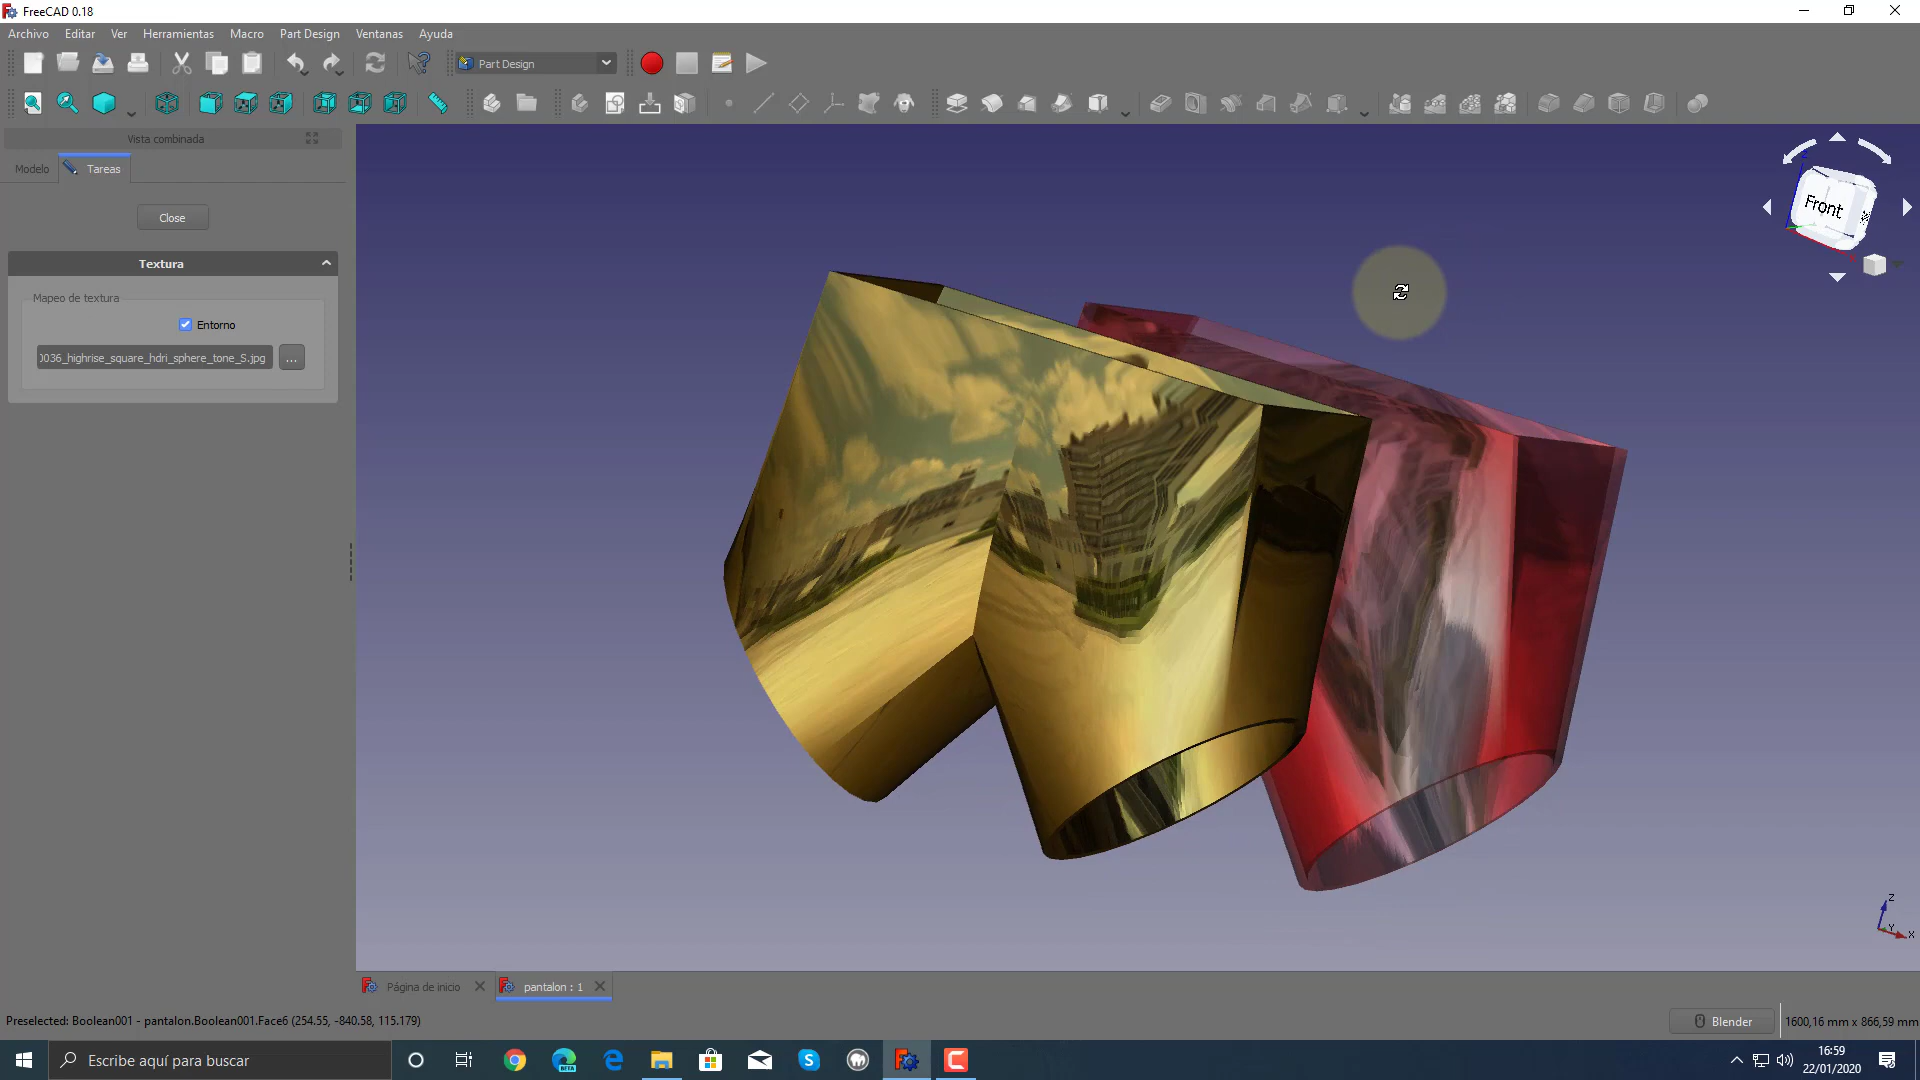 FreeCAD 0.18
Archivo Editar Ver Herramientas Macro Part Design Ventanas Ayuda
Part Design
Vista combinada
Modelo Tareas
Close
Textura
Mapeo de textura
Entorno
0036_highrise_square_hdri_sphere_tone_S.jpg ...
Front
Z
Y X
Página de inicio pantalon : 1
Preselected: Boolean001 - pantalon.Boolean001.Face6 (254.55, -840.58, 115.179)
Blender 1600,16 mm x 866,59 mm
Escribe aquí para buscar
BETA
16:59
22/01/2020